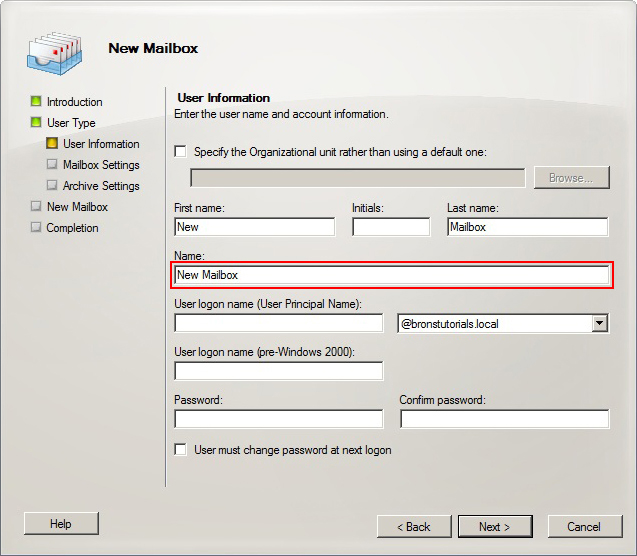 New Mailbox
Introduction
User Type
User Information
Mailbox Settings
Archive Settings
New Mailbox
Completion
User Information
Enter the user name and account information.
Specify the Organizational unit rather than using a default one:
Browse...
First name: Initials: Last name:
New Mailbox
Name:
New Mailbox
User logon name (User Principal Name):
@bronstutorials.local
User logon name (pre-Windows 2000):
Password: Confirm password:
User must change password at next logon
Help < Back Next > Cancel